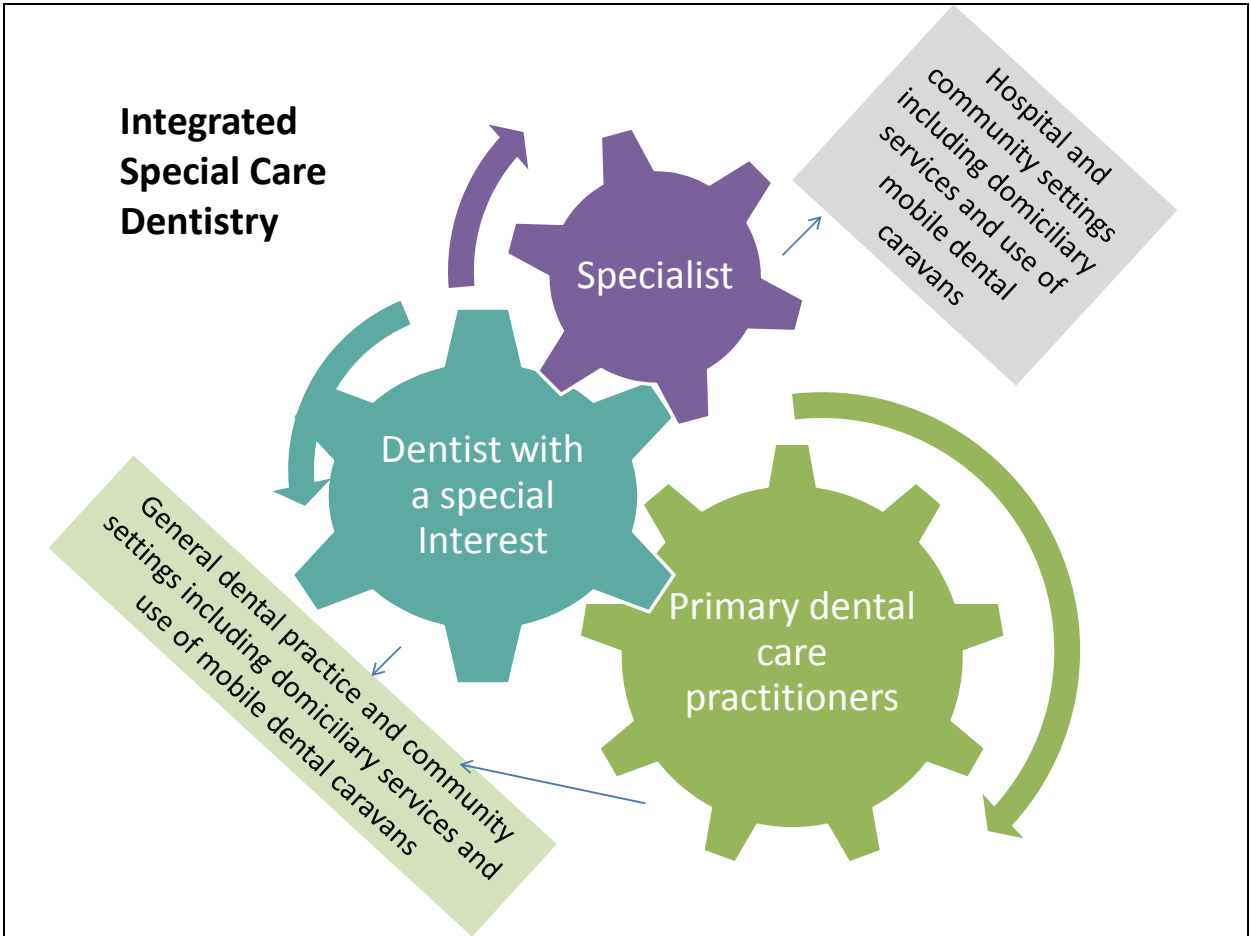 Integrated
Special Care
Dentistry
Hospital and
community settings
including domiciliary
services and use of
mobile dental
caravans
Specialist
Dentist with
a special
Interest
Primary dental
care
practitioners
General dental practice and community
settings including domiciliary services and
use of mobile dental caravans